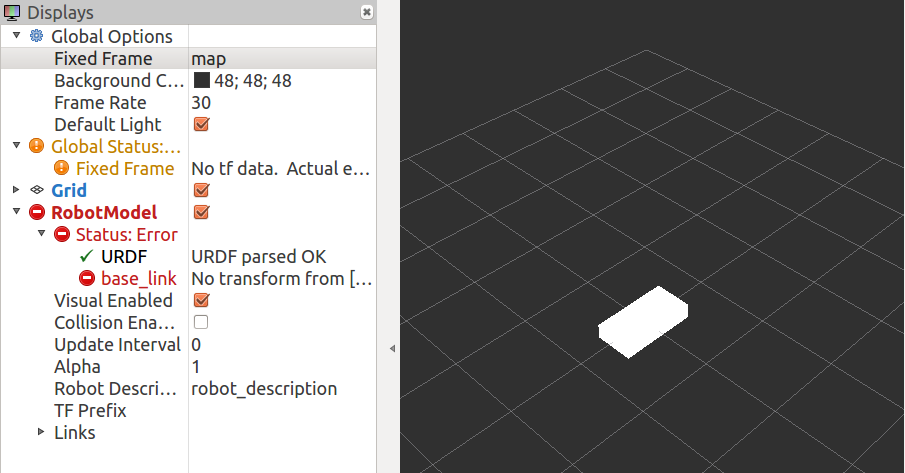 Displays
Global Options
Fixed Frame map
Background C... 48; 48; 48
Frame Rate 30
Default Light
Global Status:...
Fixed Frame No tf data.  Actual e...
Grid
RobotModel
Status: Error
URDF URDF parsed OK
base_link No transform from [...
Visual Enabled
Collision Ena...
Update Interval 0
Alpha 1
Robot Descri... robot_description
TF Prefix
Links